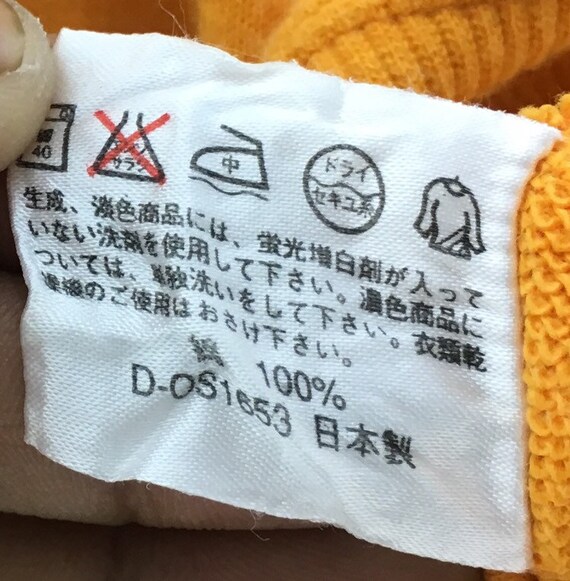 40
エンソ
サラシ
中
ドライ
セキユ系
生成、淡色商品には、蛍光増白剤が入って
いない洗剤を使用して下さい。濃色商品に
ついては、単独洗いをして下さい。衣類乾
燥機のご使用はおさけ下さい。
綿 100%
D-OS1653 日本製